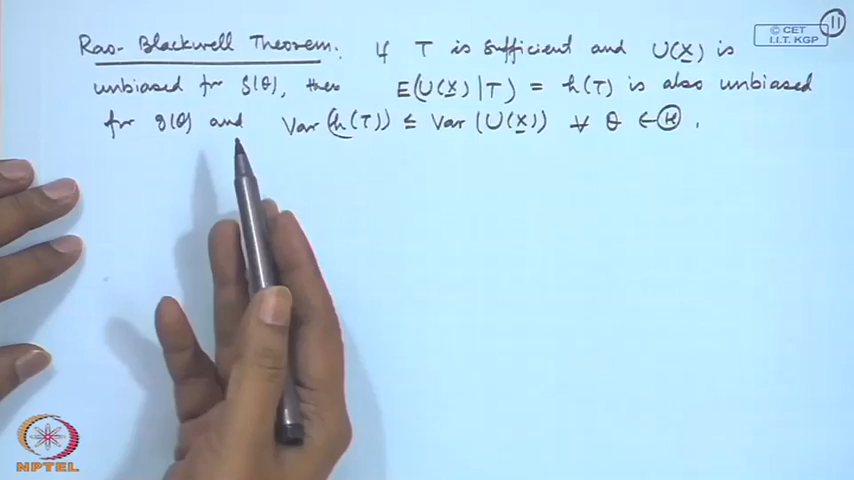 Rao-Blackwell Theorem: If T is sufficient and U(X) is
unbiased for g(θ), then E(U(X)|T) = h(T) is also unbiased
for g(θ) and Var(h(T)) ≤ Var(U(X)) ∀ θ ∈ Ⓗ.
11
© CET
I.I.T. KGP
NPTEL